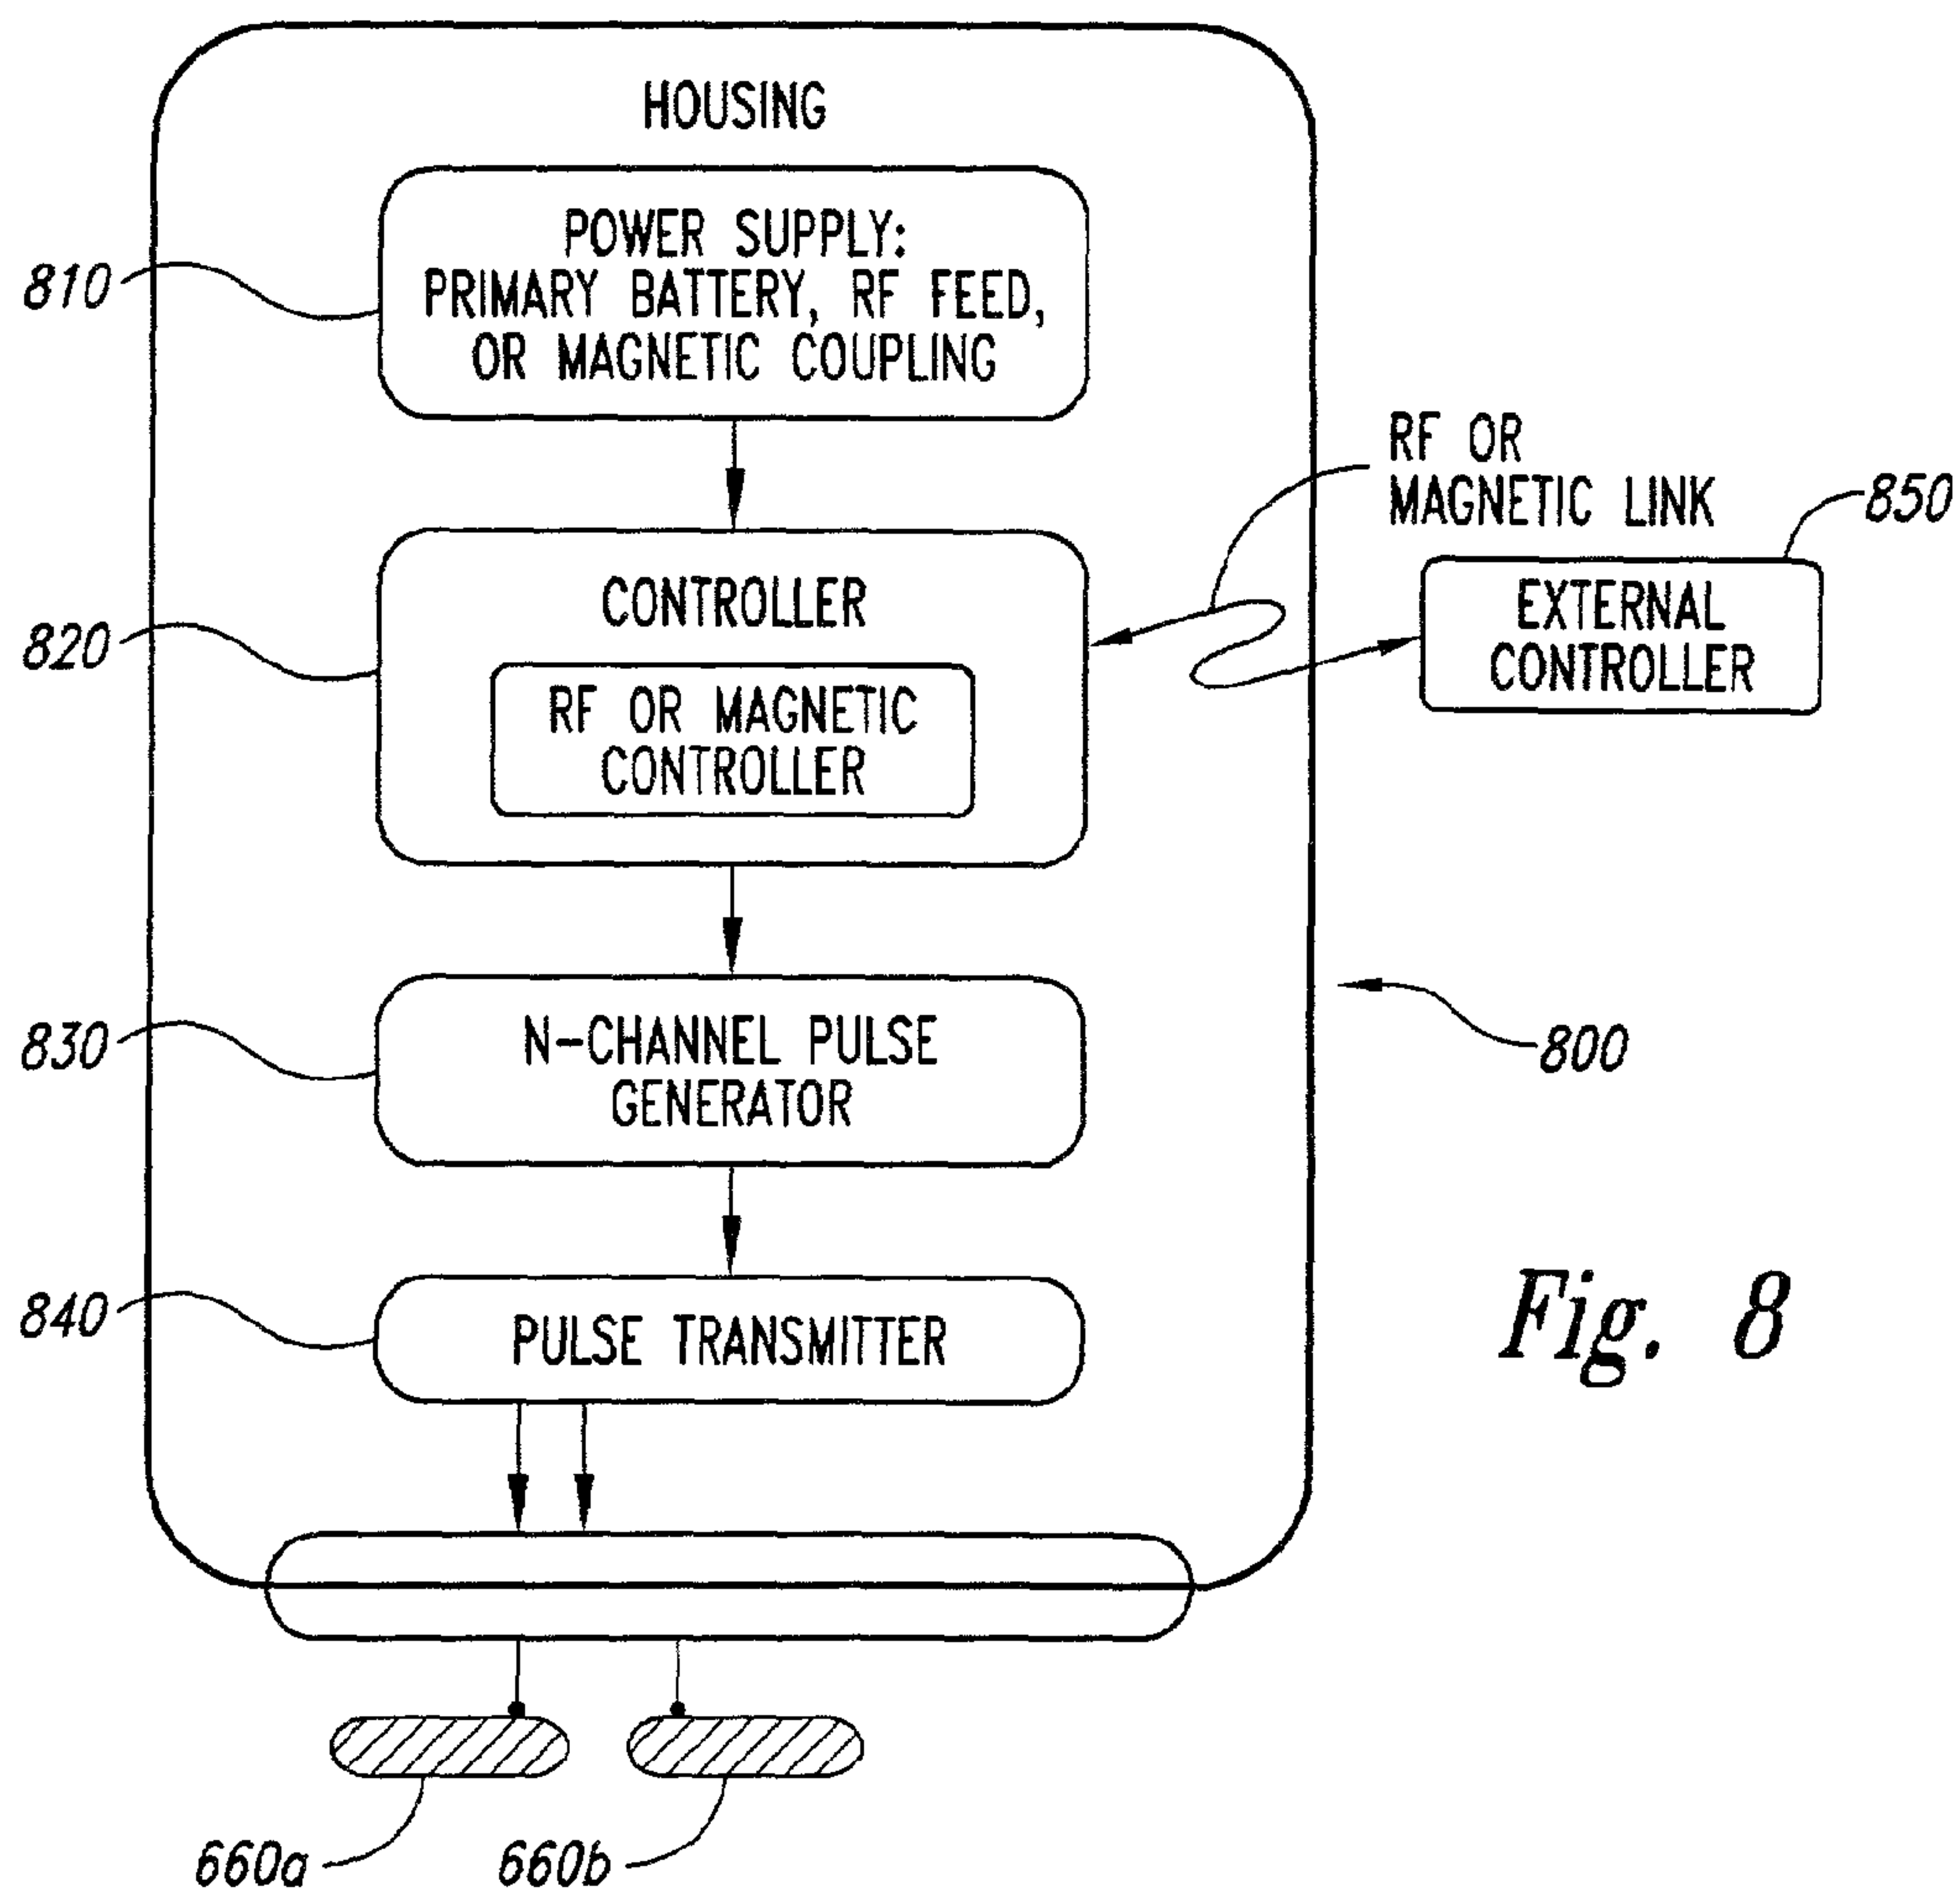 HOUSING
810
POWER SUPPLY:
PRIMARY BATTERY, RF FEED,
OR MAGNETIC COUPLING
RF OR
MAGNETIC LINK
850
EXTERNAL
CONTROLLER
820
CONTROLLER
RF OR MAGNETIC
CONTROLLER
830
N-CHANNEL PULSE
GENERATOR
800
840
PULSE TRANSMITTER
Fig. 8
660a
660b